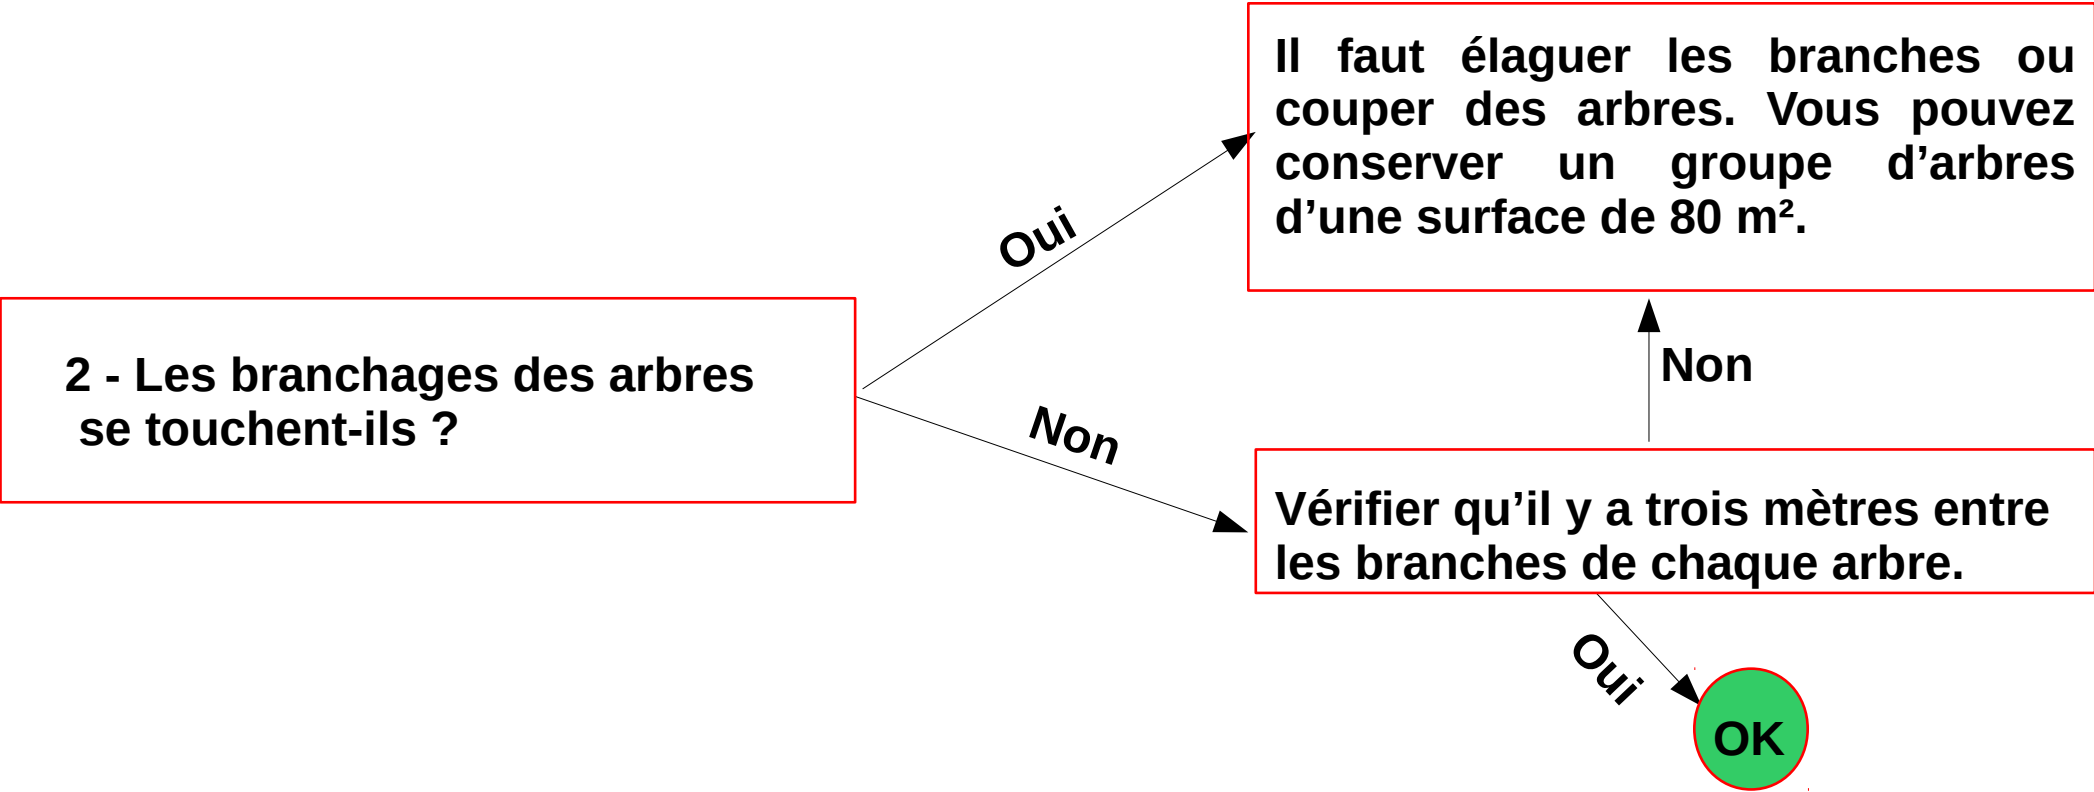 Il faut élaguer les branches ou
couper des arbres. Vous pouvez
conserver un groupe d’arbres
d’une surface de 80 m².
Oui
2 - Les branchages des arbres
se touchent-ils ?
Non
Non
Vérifier qu’il y a trois mètres entre
les branches de chaque arbre.
Oui
OK